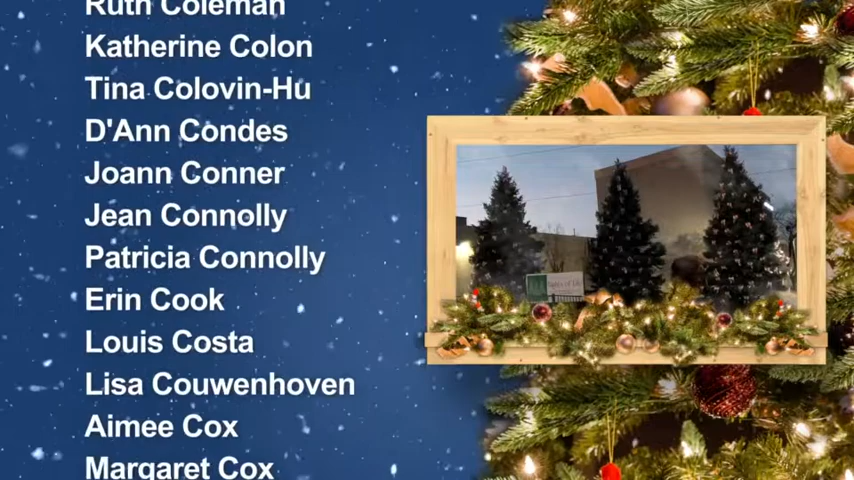 Ruth Coleman
Katherine Colon
Tina Colovin-Hu
D'Ann Condes
Joann Conner
Jean Connolly
Patricia Connolly
Erin Cook
Louis Costa
Lisa Couwenhoven
Aimee Cox
Margaret Cox